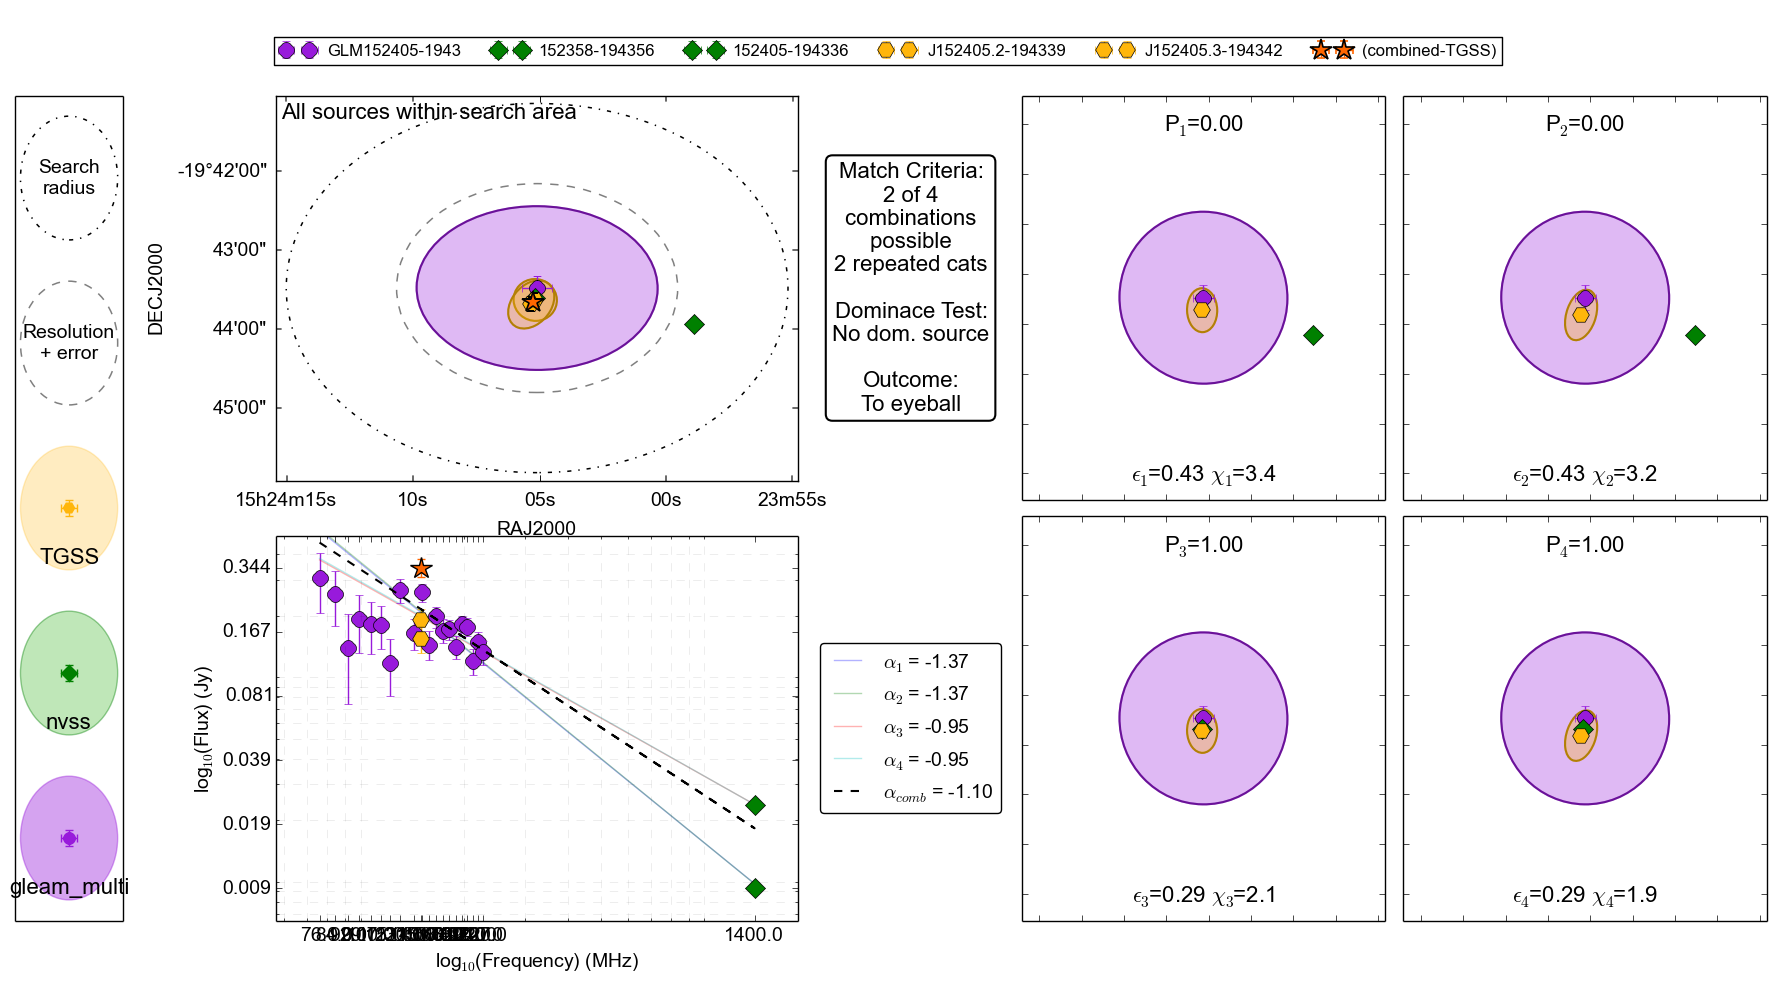 GLM152405-1943 152358-194356 152405-194336 J152405.2-194339 J152405.3-194342 (combined-TGSS)
Search
radius
Resolution
+ error
TGSS
nvss
gleam_multi
All sources within search area
DECJ2000
-19°42'00"
43'00"
44'00"
45'00"
15h24m15s 10s 05s 00s 23m55s
RAJ2000
Match Criteria:
2 of 4
combinations
possible
2 repeated cats
Dominace Test:
No dom. source
Outcome:
To eyeball
P1=0.00
ϵ1=0.43 χ1=3.4
P2=0.00
ϵ2=0.43 χ2=3.2
log10(Flux) (Jy)
0.344
0.167
0.081
0.039
0.019
0.009
1400.0
log10(Frequency) (MHz)
α1 = -1.37
α2 = -1.37
α3 = -0.95
α4 = -0.95
αcomb = -1.10
P3=1.00
ϵ3=0.29 χ3=2.1
P4=1.00
ϵ4=0.29 χ4=1.9